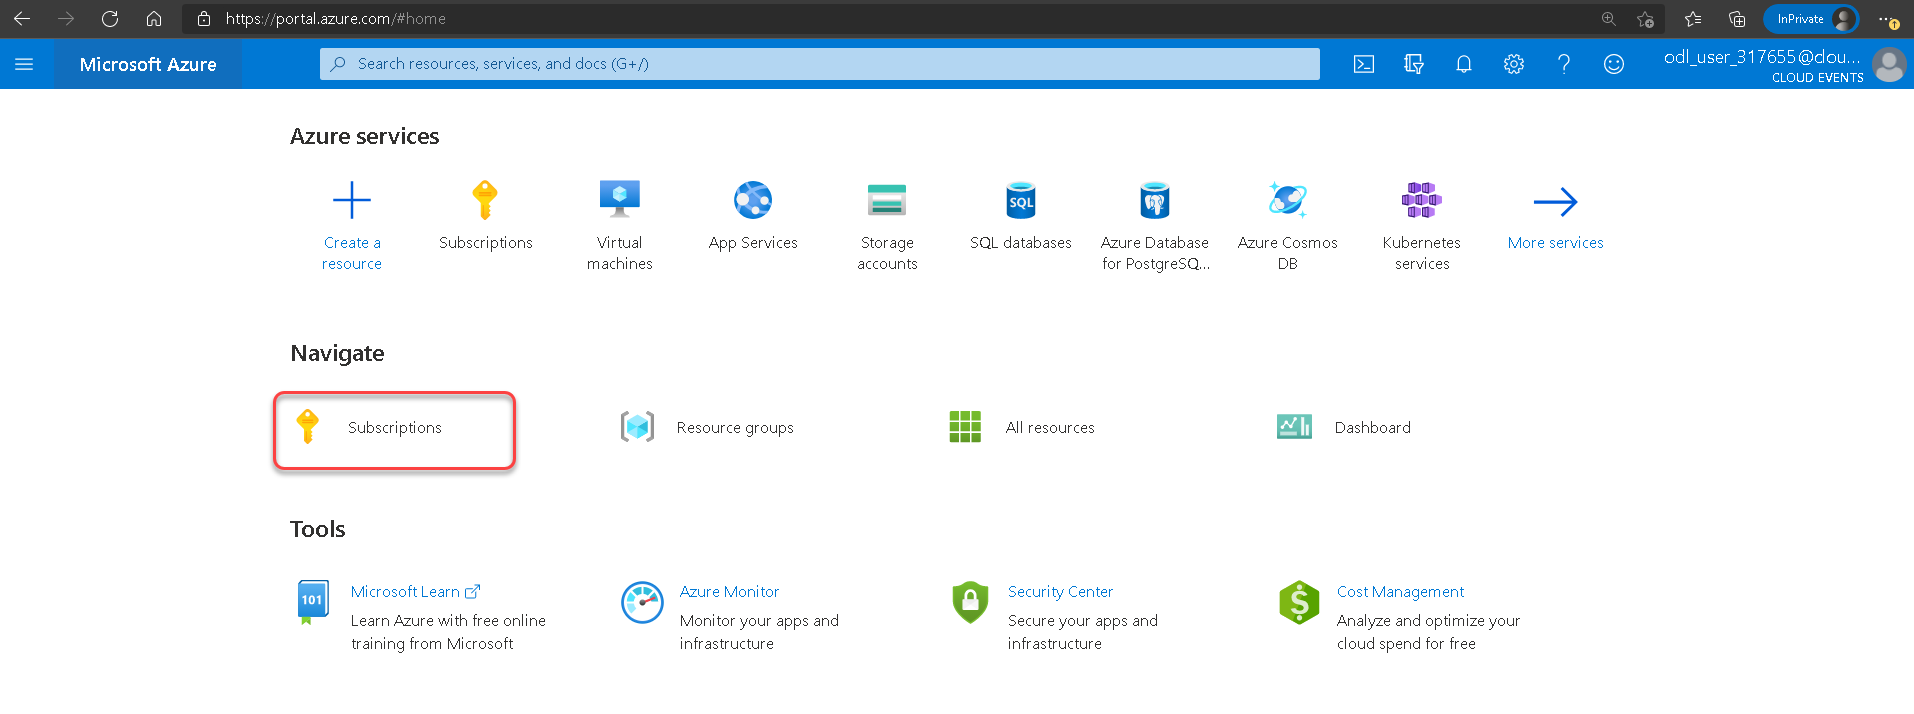 https://portal.azure.com/#home
InPrivate
Microsoft Azure
Search resources, services, and docs (G+/)
odl_user_317655@clou...
CLOUD EVENTS
Azure services
Create a
resource
Subscriptions
Virtual
machines
App Services
Storage
accounts
SQL
SQL databases
Azure Database
for PostgreSQ...
Azure Cosmos
DB
Kubernetes
services
More services
Navigate
Subscriptions
Resource groups
All resources
Dashboard
Tools
101
Microsoft Learn
Learn Azure with free online
training from Microsoft
Azure Monitor
Monitor your apps and
infrastructure
Security Center
Secure your apps and
infrastructure
$
Cost Management
Analyze and optimize your
cloud spend for free